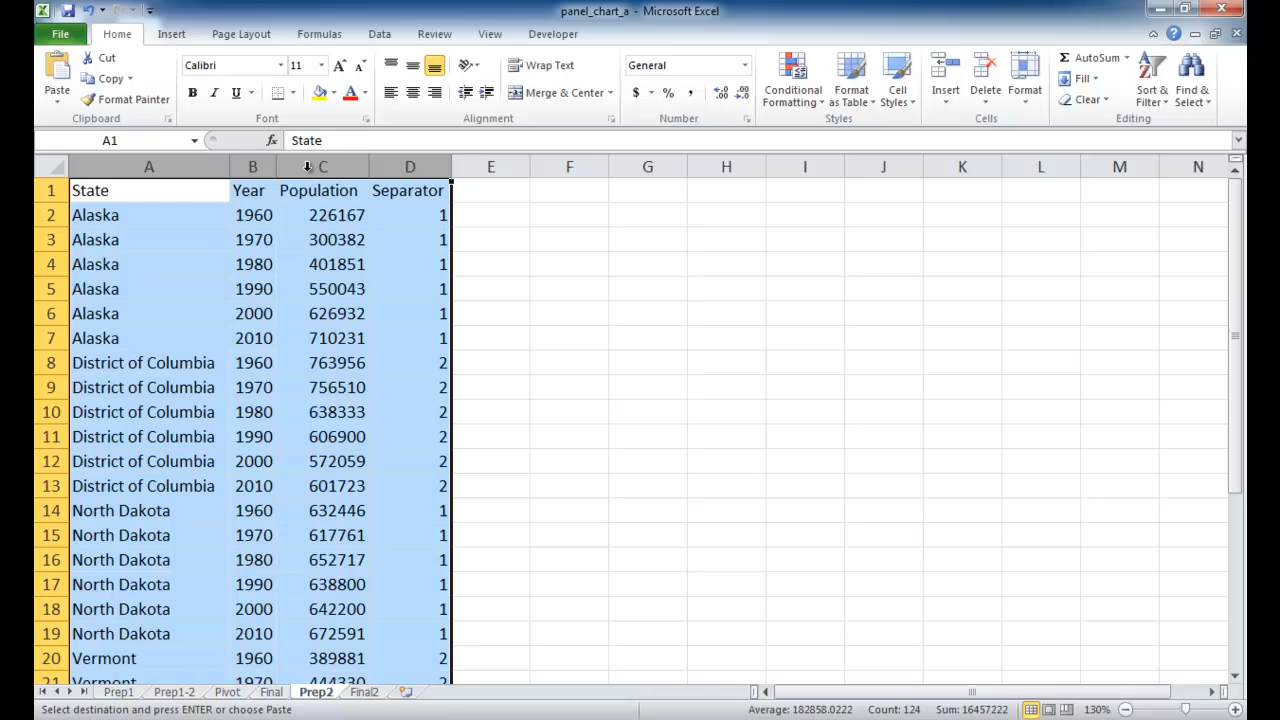 panel_chart_a - Microsoft Excel
File Home Insert Page Layout Formulas Data Review View Developer
Paste
Cut
Copy
Format Painter
Clipboard
Calibri 11
B I U
Font
Wrap Text
Merge & Center
Alignment
General
$ % ,
Number
Conditional Formatting
Format as Table
Cell Styles
Styles
Insert Delete Format
Cells
AutoSum
Fill
Clear
Sort & Filter
Find & Select
Editing
A1 fx State
A B C D E F G H I J K L M N
1 State Year Population Separator
2 Alaska 1960 226167 1
3 Alaska 1970 300382 1
4 Alaska 1980 401851 1
5 Alaska 1990 550043 1
6 Alaska 2000 626932 1
7 Alaska 2010 710231 1
8 District of Columbia 1960 763956 2
9 District of Columbia 1970 756510 2
10 District of Columbia 1980 638333 2
11 District of Columbia 1990 606900 2
12 District of Columbia 2000 572059 2
13 District of Columbia 2010 601723 2
14 North Dakota 1960 632446 1
15 North Dakota 1970 617761 1
16 North Dakota 1980 652717 1
17 North Dakota 1990 638800 1
18 North Dakota 2000 642200 1
19 North Dakota 2010 672591 1
20 Vermont 1960 389881 2
21 Vermont 1970 444330 2
Prep1 Prep1-2 Pivot Final Prep2 Final2
Select destination and press ENTER or choose Paste Average: 182858.0222 Count: 124 Sum: 16457222 130%